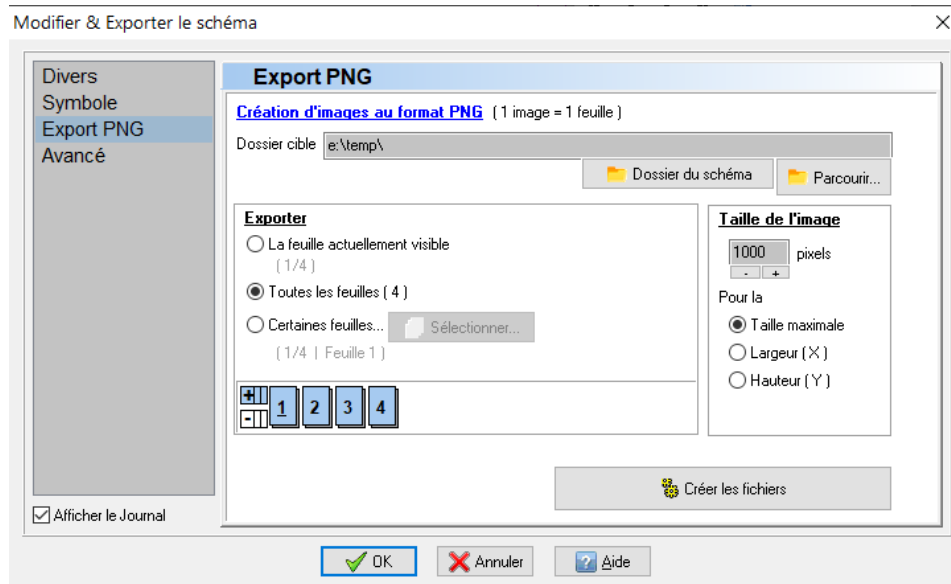 Modifier & Exporter le schéma
Divers
Symbole
Export PNG
Avancé
Afficher le Journal
Export PNG
Création d'images au format PNG ( 1 image = 1 feuille )
Dossier cible e:\temp\
Dossier du schéma Parcourir...
Exporter
La feuille actuellement visible
( 1/4 )
Toutes les feuilles ( 4 )
Certaines feuilles... Sélectionner...
( 1/4 | Feuille 1 )
+ - 1 2 3 4
Taille de l'image
1000 pixels
- +
Pour la
Taille maximale
Largeur ( X )
Hauteur ( Y )
Créer les fichiers
OK Annuler Aide